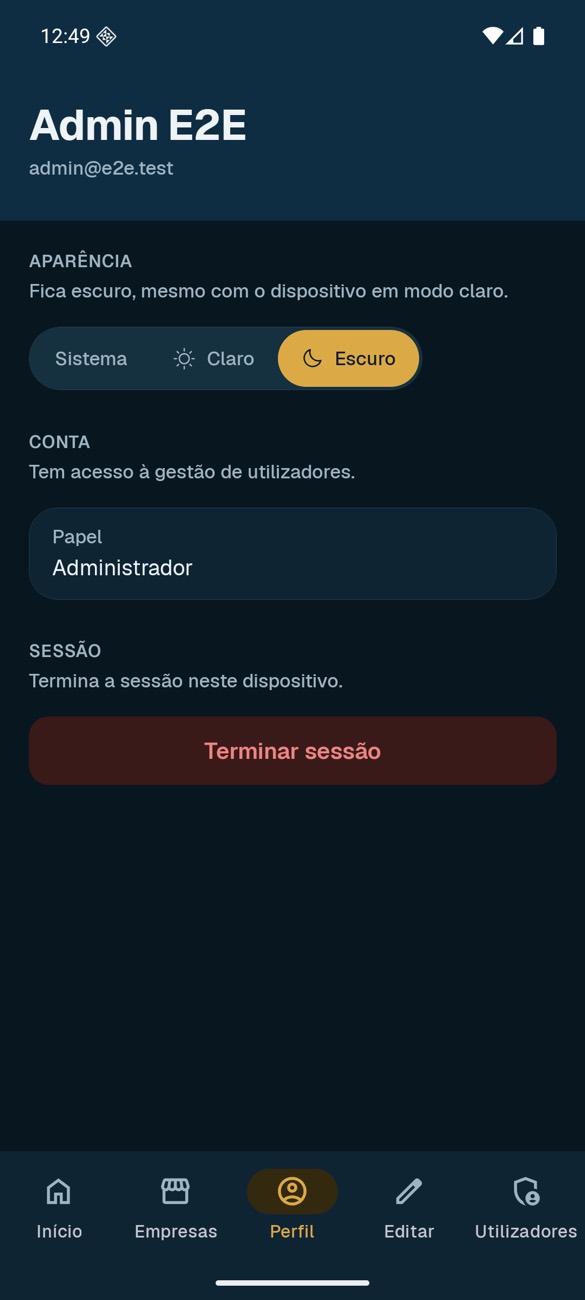 12:49
Admin E2E
admin@e2e.test
APARÊNCIA
Fica escuro, mesmo com o dispositivo em modo claro.
Sistema Claro Escuro
CONTA
Tem acesso à gestão de utilizadores.
Papel
Administrador
SESSÃO
Termina a sessão neste dispositivo.
Terminar sessão
Início Empresas Perfil Editar Utilizadores